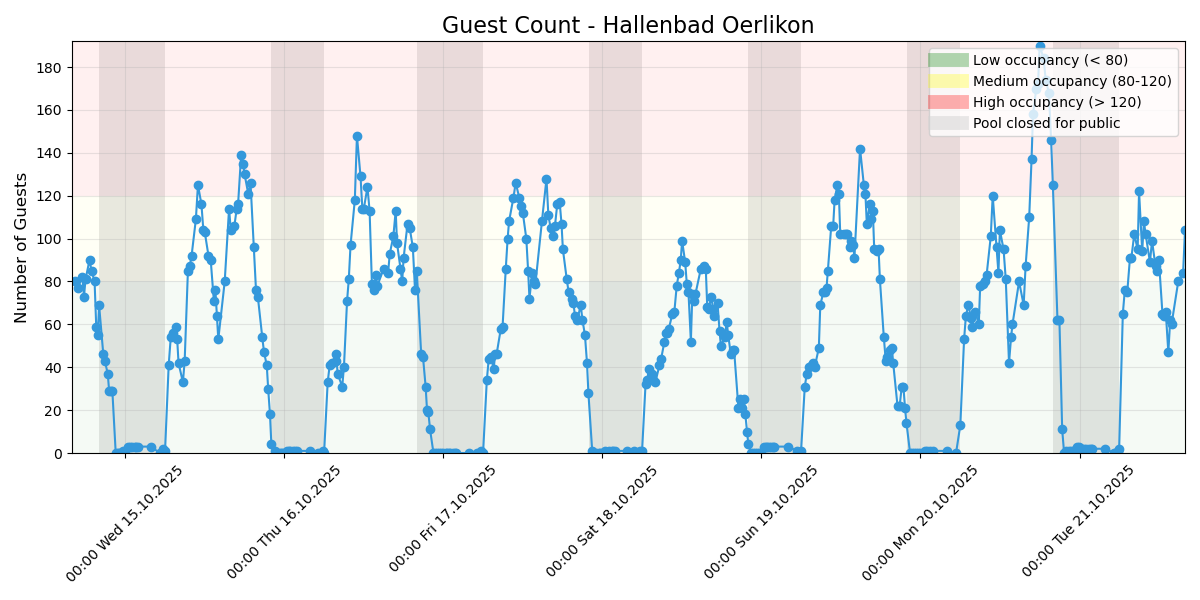 Guest Count - Hallenbad Oerlikon
Number of Guests
180
160
140
120
100
80
60
40
20
0
Low occupancy (< 80)
Medium occupancy (80-120)
High occupancy (> 120)
Pool closed for public
00:00 Wed 15.10.2025
00:00 Thu 16.10.2025
00:00 Fri 17.10.2025
00:00 Sat 18.10.2025
00:00 Sun 19.10.2025
00:00 Mon 20.10.2025
00:00 Tue 21.10.2025